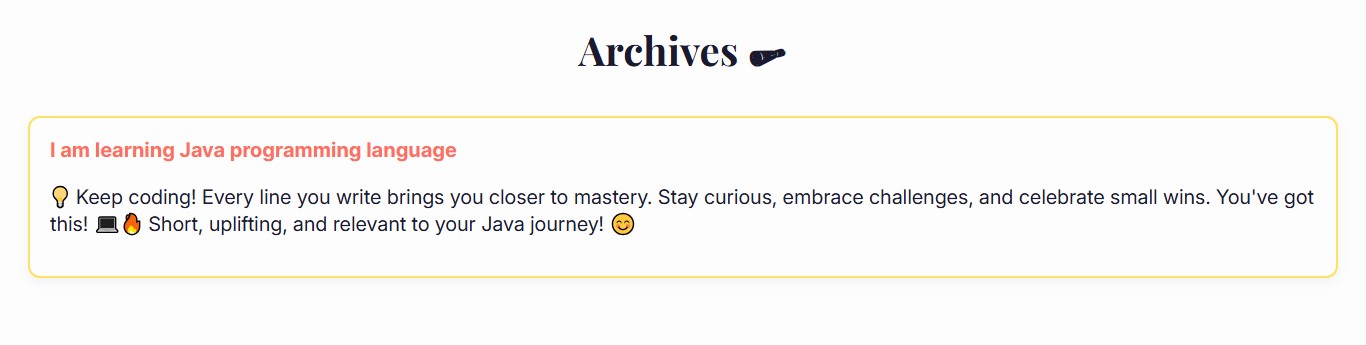 Archives
I am learning Java programming language
💡 Keep coding! Every line you write brings you closer to mastery. Stay curious, embrace challenges, and celebrate small wins. You've got
this! 💻🔥 Short, uplifting, and relevant to your Java journey! 😊